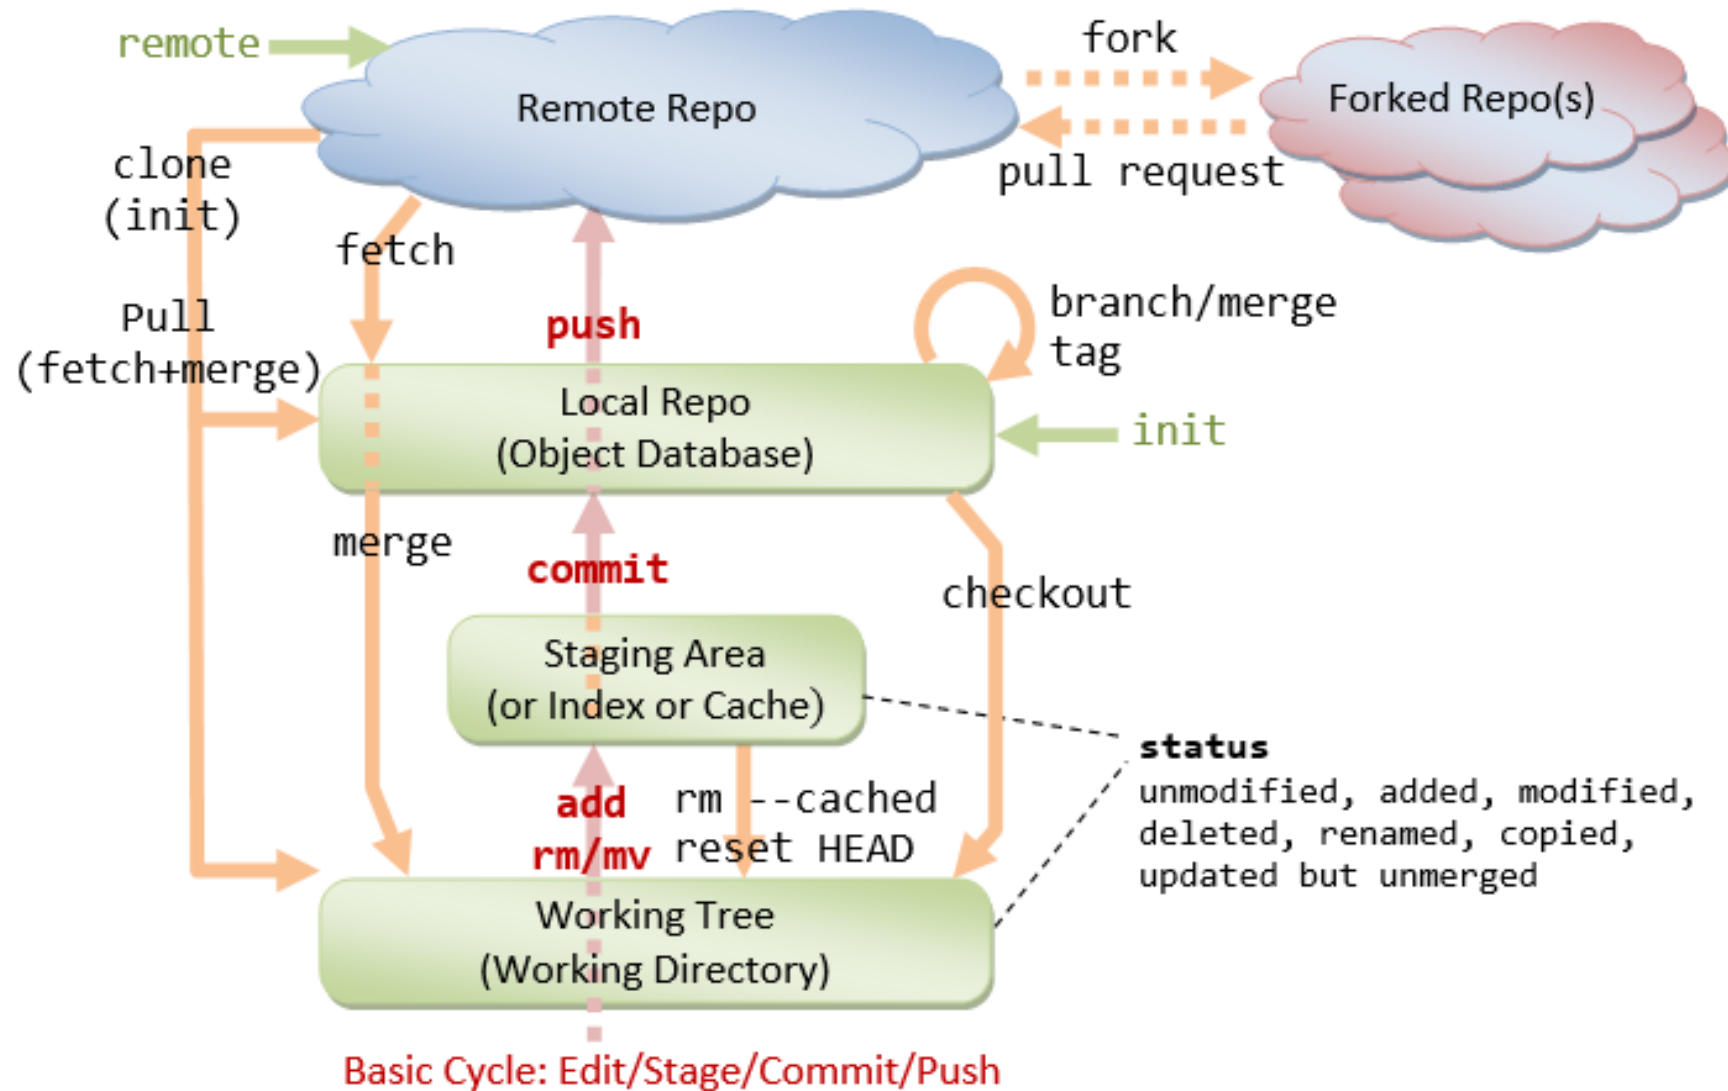 remote
fork
Remote Repo
Forked Repo(s)
clone
(init)
pull request
fetch
Pull
(fetch+merge)
push
branch/merge
tag
Local Repo
(Object Database)
init
merge
commit
checkout
Staging Area
(or Index or Cache)
status
unmodified, added, modified,
deleted, renamed, copied,
updated but unmerged
add
rm/mv
rm --cached
reset HEAD
Working Tree
(Working Directory)
Basic Cycle: Edit/Stage/Commit/Push